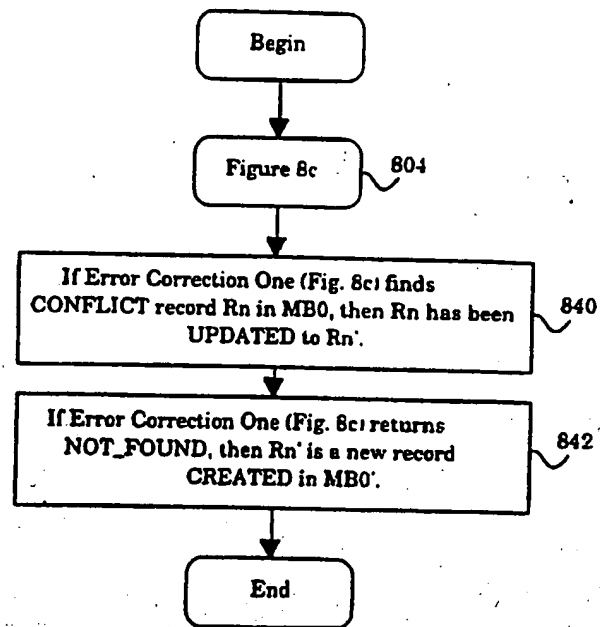 Begin
Figure 8c
804
If Error Correction One (Fig. 8c) finds
CONFLICT record Rn in MB0, then Rn has been
UPDATED to Rn'.
840
If Error Correction One (Fig. 8c) returns
NOT_FOUND, then Rn' is a new record
CREATED in MB0'.
842
End